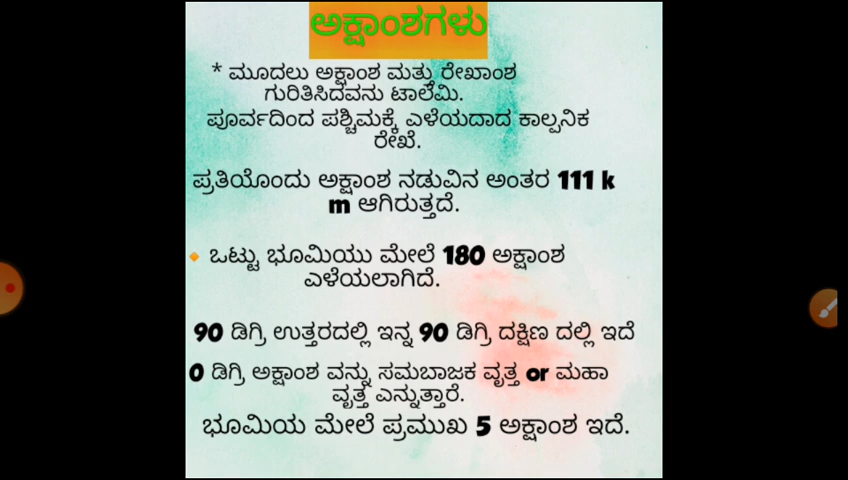 ಅಕ್ಷಾಂಶಗಳು
* ಮೂದಲು ಅಕ್ಷಾಂಶ ಮತ್ತು ರೇಖಾಂಶ
ಗುರಿತಿಸಿದವನು ಟಾಲೆಮಿ.
ಪೂರ್ವದಿಂದ ಪಶ್ಚಿಮಕ್ಕೆ ಎಳೆಯದಾದ ಕಾಲ್ಪನಿಕ
ರೇಖೆ.
ಪ್ರತಿಯೊಂದು ಅಕ್ಷಾಂಶ ನಡುವಿನ ಅಂತರ 111 k
m ಆಗಿರುತ್ತದೆ.
🔸 ಒಟ್ಟು ಭೂಮಿಯು ಮೇಲೆ 180 ಅಕ್ಷಾಂಶ
ಎಳೆಯಲಾಗಿದೆ.
90 ಡಿಗ್ರಿ ಉತ್ತರದಲ್ಲಿ ಇನ್ನ 90 ಡಿಗ್ರಿ ದಕ್ಷಿಣ ದಲ್ಲಿ ಇದೆ
0 ಡಿಗ್ರಿ ಅಕ್ಷಾಂಶ ವನ್ನು ಸಮಬಾಜಕ ವೃತ್ತ or ಮಹಾ
ವೃತ್ತ ಎನ್ನುತ್ತಾರೆ.
ಭೂಮಿಯ ಮೇಲೆ ಪ್ರಮುಖ 5 ಅಕ್ಷಾಂಶ ಇದೆ.